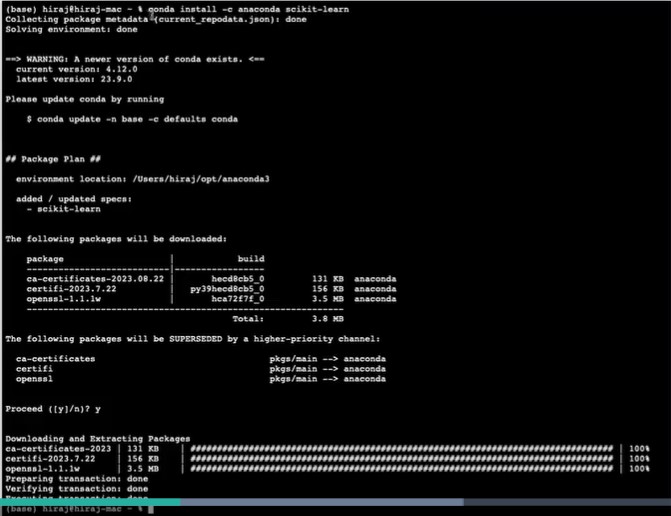 (base) hiraj@hiraj-mac ~ % conda install -c anaconda scikit-learn
Collecting package metadata (current_repodata.json): done
Solving environment: done
==> WARNING: A newer version of conda exists. <==
current version: 4.12.0
latest version: 23.9.0
Please update conda by running
$ conda update -n base -c defaults conda
## Package Plan ##
environment location: /Users/hiraj/opt/anaconda3
added / updated specs:
- scikit-learn
The following packages will be downloaded:
package | build
---------------------------|-----------------
ca-certificates-2023.08.22 | hecd8cb5_0 131 KB anaconda
certifi-2023.7.22 | py39hecd8cb5_0 156 KB anaconda
openssl-1.1.1w | hca72f7f_0 3.5 MB anaconda
------------------------------------------------------------
Total: 3.8 MB
The following packages will be SUPERSEDED by a higher-priority channel:
ca-certificates pkgs/main --> anaconda
certifi pkgs/main --> anaconda
openssl pkgs/main --> anaconda
Proceed ([y]/n)? y
Downloading and Extracting Packages
ca-certificates-2023 | 131 KB | ##################################################################### | 100%
certifi-2023.7.22 | 156 KB | ##################################################################### | 100%
openssl-1.1.1w | 3.5 MB | ##################################################################### | 100%
Preparing transaction: done
Verifying transaction: done
Executing transaction: done
(base) hiraj@hiraj-mac ~ %